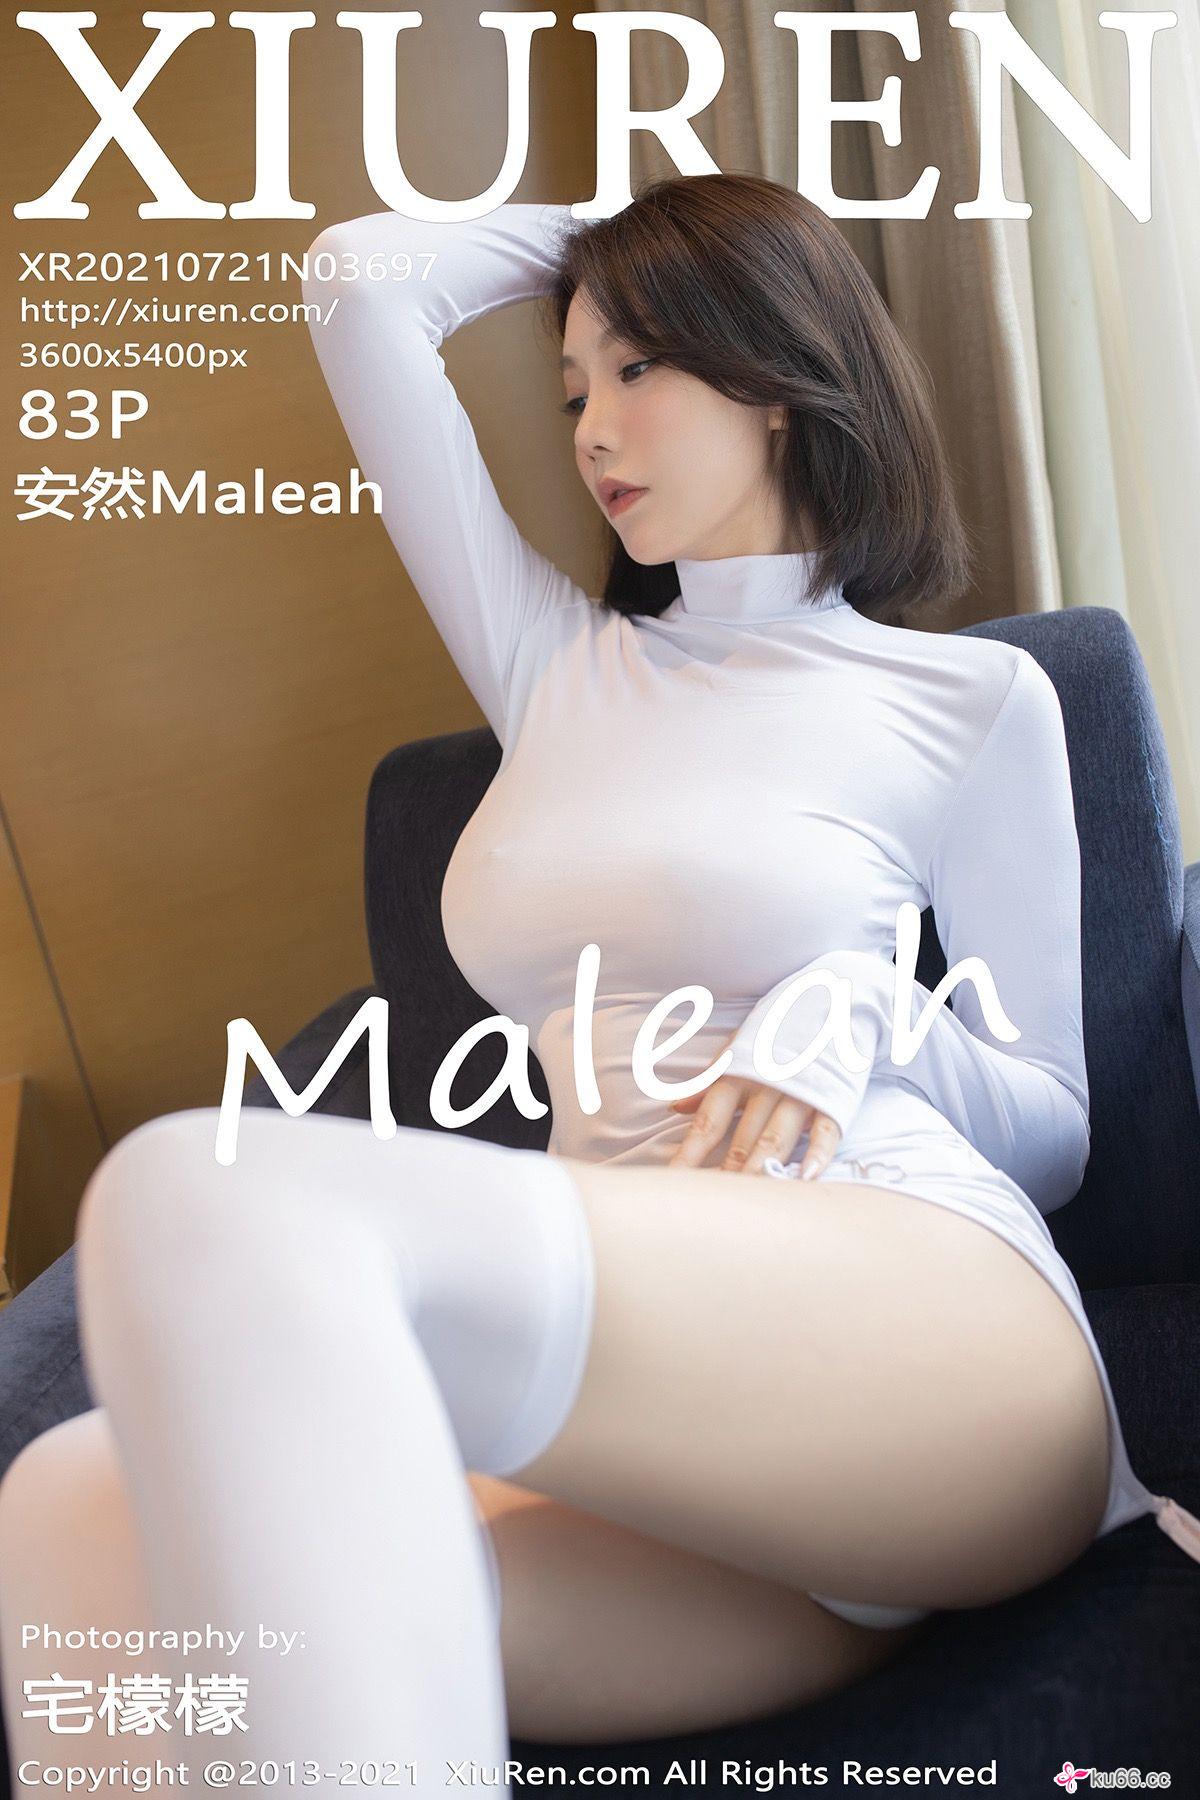 XIUREN
XR20210721N03697
http://xiuren.com/
3600x5400px
83P
安然Maleah
Maleah
Photography by:
宅檬檬
Copyright @2013-2021 XiuRen.com All Rights Reserved
ku66.cc